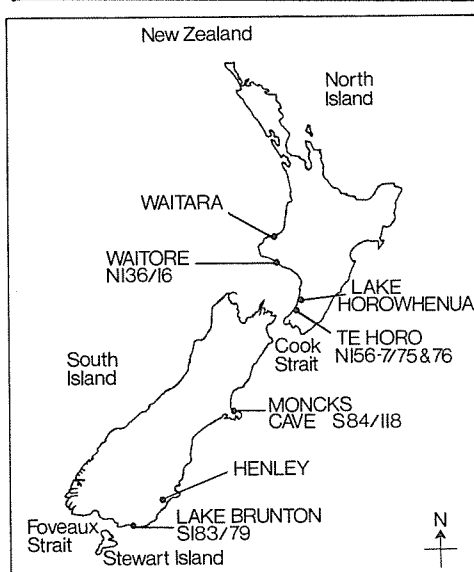 New Zealand
North
Island
WAITARA
WAITORE
N136/16
LAKE
HOROWHENUA
TE HORO
N156-7/75 & 76
Cook
Strait
South
Island
MONCKS
CAVE S84/118
HENLEY
LAKE BRUNTON
S183/79
Foveaux
Strait
Stewart Island
N